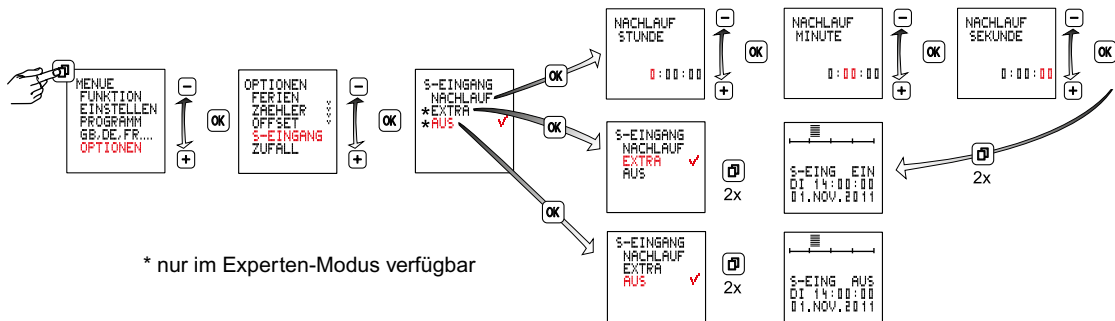 MENUE
FUNKTION
EINSTELLEN
PROGRAMM
GB,DE,FR....
OPTIONEN
−
+
OK
OPTIONEN
FERIEN
ZAEHLER
OFFSET
S-EINGANG
ZUFALL
−
+
OK
S-EINGANG
NACHLAUF
*EXTRA
*AUS ✓
OK
OK
OK
NACHLAUF
STUNDE
0:00:00
−
+
OK
NACHLAUF
MINUTE
0:00:00
−
+
OK
NACHLAUF
SEKUNDE
0:00:00
−
+
OK
S-EINGANG
NACHLAUF
EXTRA ✓
AUS
2x
S-EING EIN
DI 14:00:00
01.NOV.2011
2x
S-EINGANG
NACHLAUF
EXTRA
AUS ✓
2x
S-EING AUS
DI 14:00:00
01.NOV.2011
* nur im Experten-Modus verfügbar